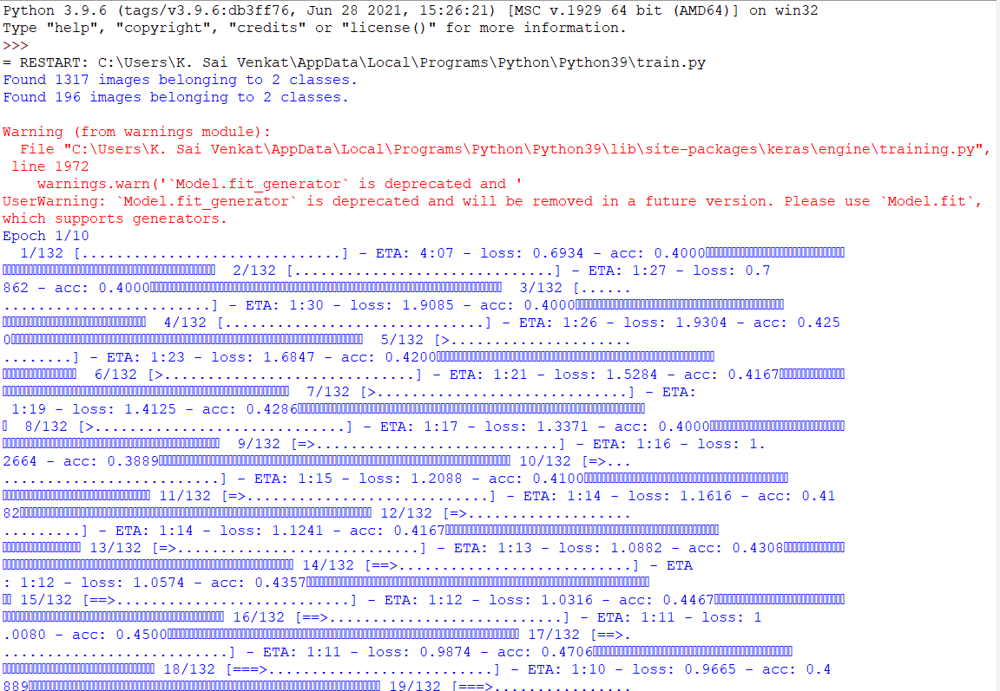 Python 3.9.6 (tags/v3.9.6:db3ff76, Jun 28 2021, 15:26:21) [MSC v.1929 64 bit (AMD64)] on win32
Type "help", "copyright", "credits" or "license()" for more information.
>>>
= RESTART: C:\Users\K. Sai Venkat\AppData\Local\Programs\Python\Python39\train.py
Found 1317 images belonging to 2 classes.
Found 196 images belonging to 2 classes.
Warning (from warnings module):
File "C:\Users\K. Sai Venkat\AppData\Local\Programs\Python\Python39\lib\site-packages\keras\engine\training.py",
line 1972
warnings.warn('`Model.fit_generator` is deprecated and '
UserWarning: `Model.fit_generator` is deprecated and will be removed in a future version. Please use `Model.fit`,
which supports generators.
Epoch 1/10
1/132 [..............................] - ETA: 4:07 - loss: 0.6934 - acc: 0.4000
2/132 [..............................] - ETA: 1:27 - loss: 0.7
862 - acc: 0.4000 3/132 [......
........................] - ETA: 1:30 - loss: 1.9085 - acc: 0.4000
4/132 [..............................] - ETA: 1:26 - loss: 1.9304 - acc: 0.425
0 5/132 [>.....................
........] - ETA: 1:23 - loss: 1.6847 - acc: 0.4200
6/132 [>.............................] - ETA: 1:21 - loss: 1.5284 - acc: 0.4167
7/132 [>.............................] - ETA:
1:19 - loss: 1.4125 - acc: 0.4286
8/132 [>.............................] - ETA: 1:17 - loss: 1.3371 - acc: 0.4000
9/132 [=>............................] - ETA: 1:16 - loss: 1.
2664 - acc: 0.3889 10/132 [=>...
.........................] - ETA: 1:15 - loss: 1.2088 - acc: 0.4100
11/132 [=>............................] - ETA: 1:14 - loss: 1.1616 - acc: 0.41
82 12/132 [=>...................
.........] - ETA: 1:14 - loss: 1.1241 - acc: 0.4167
13/132 [=>............................] - ETA: 1:13 - loss: 1.0882 - acc: 0.4308
14/132 [==>...........................] - ETA
: 1:12 - loss: 1.0574 - acc: 0.4357
15/132 [==>...........................] - ETA: 1:12 - loss: 1.0316 - acc: 0.4467
16/132 [==>...........................] - ETA: 1:11 - loss: 1
.0080 - acc: 0.4500 17/132 [==>.
..........................] - ETA: 1:11 - loss: 0.9874 - acc: 0.4706
18/132 [===>..........................] - ETA: 1:10 - loss: 0.9665 - acc: 0.4
889 19/132 [===>................